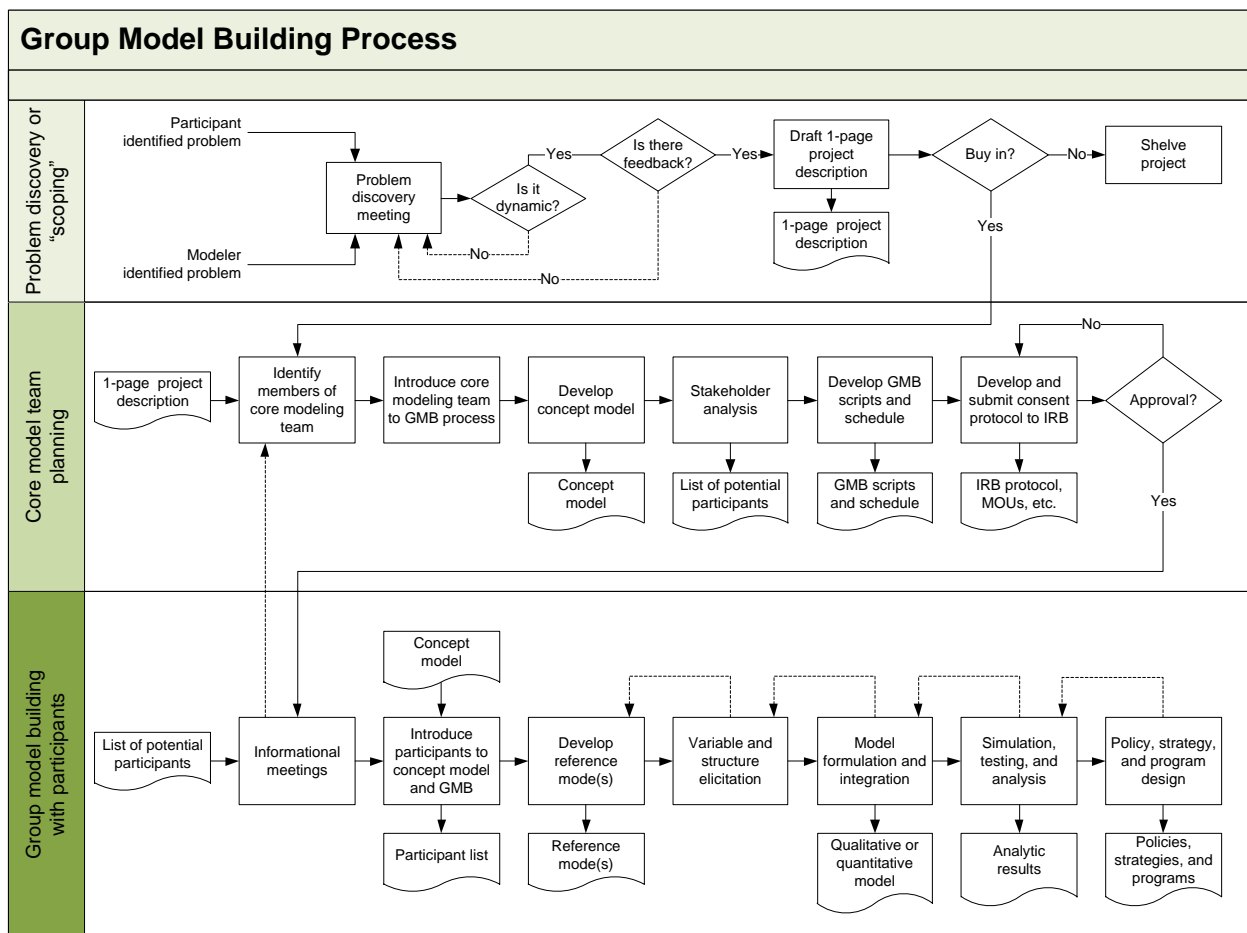 Group Model Building Process
Problem discovery or
“scoping”
Participant
identified problem
Modeler
identified problem
Problem
discovery
meeting
Is it
dynamic?
Yes
No
Is there
feedback?
Yes
No
Draft 1-page
project
description
1-page project
description
Buy in?
No
Yes
Shelve
project
Core model team
planning
1-page project
description
Identify
members of
core modeling
team
Introduce core
modeling team
to GMB process
Develop
concept model
Concept
model
Stakeholder
analysis
List of potential
participants
Develop GMB
scripts and
schedule
GMB scripts
and schedule
Develop and
submit consent
protocol to IRB
IRB protocol,
MOUs, etc.
No
Approval?
Yes
Group model building
with participants
List of potential
participants
Informational
meetings
Concept
model
Introduce
participants to
concept model
and GMB
Participant list
Develop
reference
mode(s)
Reference
mode(s)
Variable and
structure
elicitation
Model
formulation and
integration
Qualitative or
quantitative
model
Simulation,
testing, and
analysis
Analytic
results
Policy, strategy,
and program
design
Policies,
strategies, and
programs